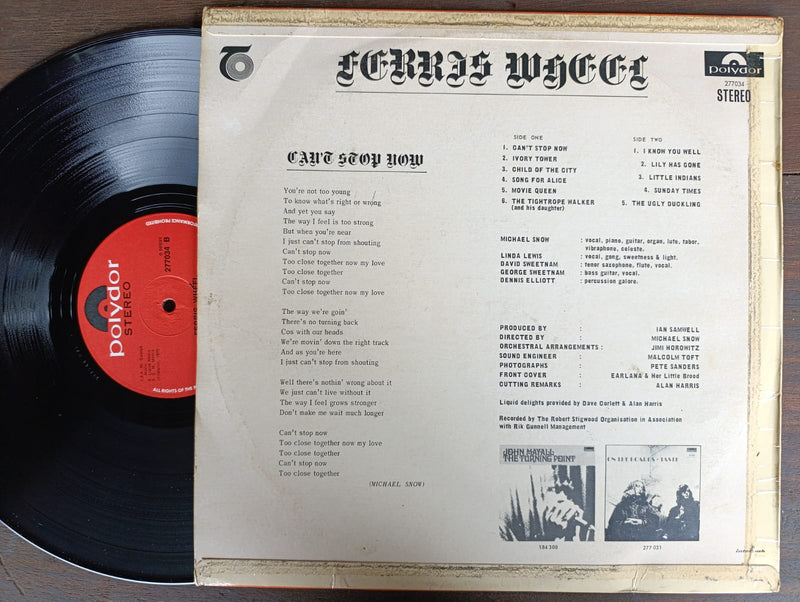 FERRIS WHEEL
polydor
277034
STEREO
CAN'T STOP NOW
You're not too young
To know what's right or wrong
And yet you say
The way I feel is too strong
But when you're near
I just can't stop from shouting
Can't stop now
Too close together now my love
Too close together
Can't stop now
Too close together now my love
The way we're goin'
There's no turning back
Cos with our heads
We're movin' down the right track
And as you're here
I just can't stop from shouting
Well there's nothin' wrong about it
We just can't live without it
The way I feel grows stronger
Don't make me wait much longer
Can't stop now
Too close together now my love
Too close together
Can't stop now
Too close together
(MICHAEL SNOW)
SIDE ONE
1. CAN'T STOP NOW
2. IVORY TOWER
3. CHILD OF THE CITY
4. SONG FOR ALICE
5. MOVIE QUEEN
6. THE TIGHTROPE WALKER
(and his daughter)
SIDE TWO
1. I KNOW YOU WELL
2. LILY HAS GONE
3. LITTLE INDIANS
4. SUNDAY TIMES
5. THE UGLY DUCKLING
MICHAEL SNOW : vocal, piano, guitar, organ, lute, tabor,
vibraphone, celeste.
LINDA LEWIS : vocal, gong, sweetness & light.
DAVID SWEETNAM : tenor saxophone, flute, vocal.
GEORGE SWEETNAM : bass guitar, vocal.
DENNIS ELLIOTT : percussion galore.
PRODUCED BY : IAN SAMWELL
DIRECTED BY : MICHAEL SNOW
ORCHESTRAL ARRANGEMENTS : JIMI HOROWITZ
SOUND ENGINEER : MALCOLM TOFT
PHOTOGRAPHS : PETE SANDERS
FRONT COVER : EARLANA & Her Little Brood
CUTTING REMARKS : ALAN HARRIS
Liquid delights provided by Dave Corlett & Alan Harris
Recorded by The Robert Stigwood Organisation in Association
with Rik Gunnell Management
JOHN MAYALL
THE TURNING POINT
184 308
ON THE BOARDS - TASTE
277 031
polydor
STEREO
277034 B
FERRIS WHEEL
ALL RIGHTS OF THE